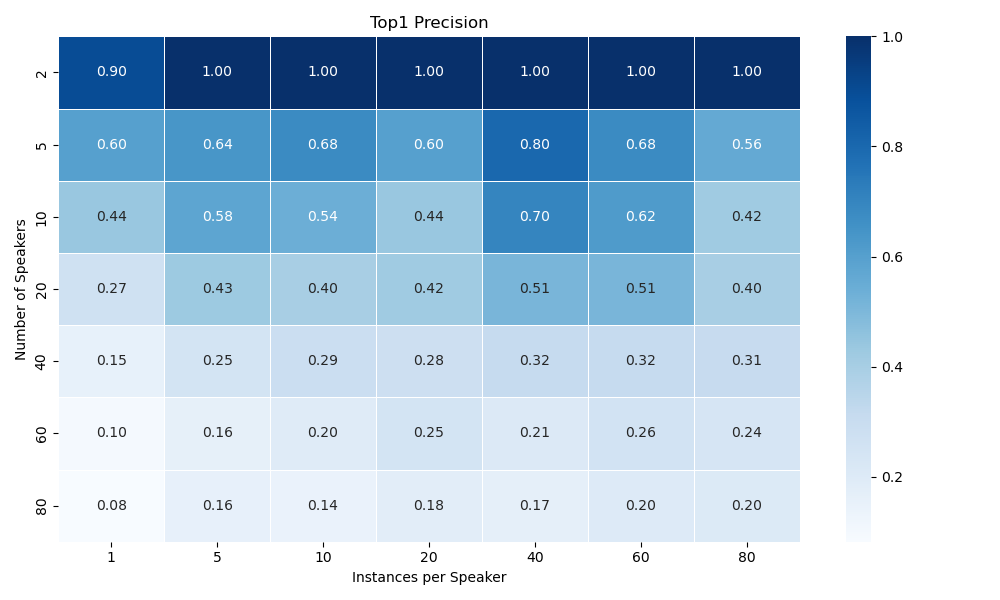 Top1 Precision
2 0.90 1.00 1.00 1.00 1.00 1.00 1.00
5 0.60 0.64 0.68 0.60 0.80 0.68 0.56
10 0.44 0.58 0.54 0.44 0.70 0.62 0.42
20 0.27 0.43 0.40 0.42 0.51 0.51 0.40
40 0.15 0.25 0.29 0.28 0.32 0.32 0.31
60 0.10 0.16 0.20 0.25 0.21 0.26 0.24
80 0.08 0.16 0.14 0.18 0.17 0.20 0.20
1 5 10 20 40 60 80
Instances per Speaker
Number of Speakers
1.0
0.8
0.6
0.4
0.2